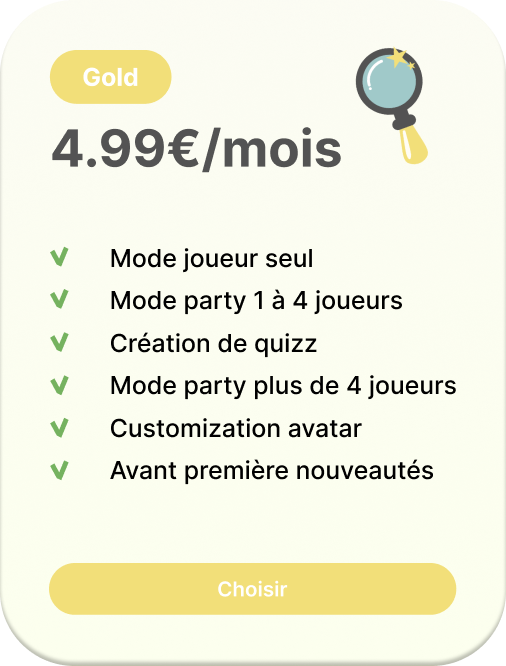 Gold
4.99€/mois
Mode joueur seul
Mode party 1 à 4 joueurs
Création de quizz
Mode party plus de 4 joueurs
Customization avatar
Avant première nouveautés
Choisir